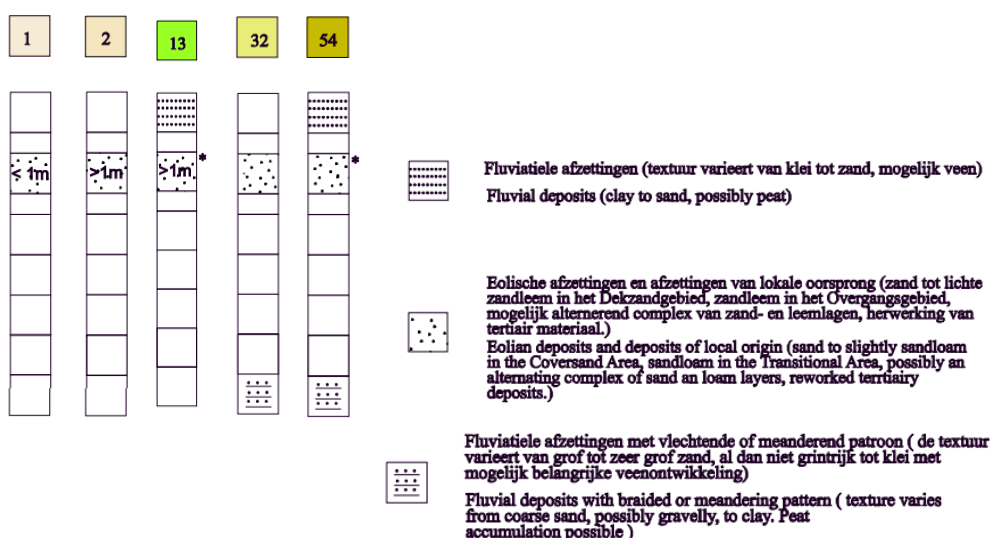 1 2 13 32 54
< 1m >1m >1m * *
Fluviatiele afzettingen (textuur varieert van klei tot zand, mogelijk veen)
Fluvial deposits (clay to sand, possibly peat)
Eolische afzettingen en afzettingen van lokale oorsprong (zand tot lichte
zandleem in het Dekzandgebied, zandleem in het Overgangsgebied,
mogelijk alternerend complex van zand- en leemlagen, herwerking van
tertiair materiaal.)
Eolian deposits and deposits of local origin (sand to slightly sandloam
in the Coversand Area, sandloam in the Transitional Area, possibly an
alternating complex of sand an loam layers, reworked terrtiairy
deposits.)
Fluviatiele afzettingen met vlechtende of meanderend patroon ( de textuur
varieert van grof tot zeer grof zand, al dan niet grintrijk tot klei met
mogelijk belangrijke veenontwikkeling)
Fluvial deposits with braided or meandering pattern ( texture varies
from coarse sand, possibly gravelly, to clay. Peat
accumulation possible )